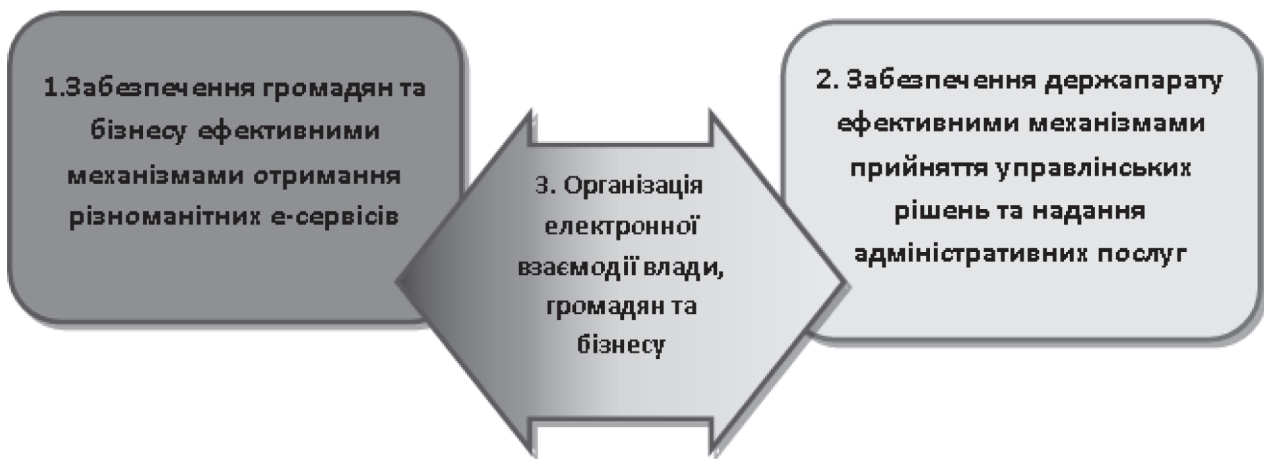 1.Забезпечення громадян та
бізнесу ефективними
механізмами отримання
різноманітних е-сервісів
3. Організація
електронної
взаємодії влади,
громадян та
бізнесу
2. Забезпечення держапарату
ефективними механізмами
прийняття управлінських
рішень та надання
адміністративних послуг